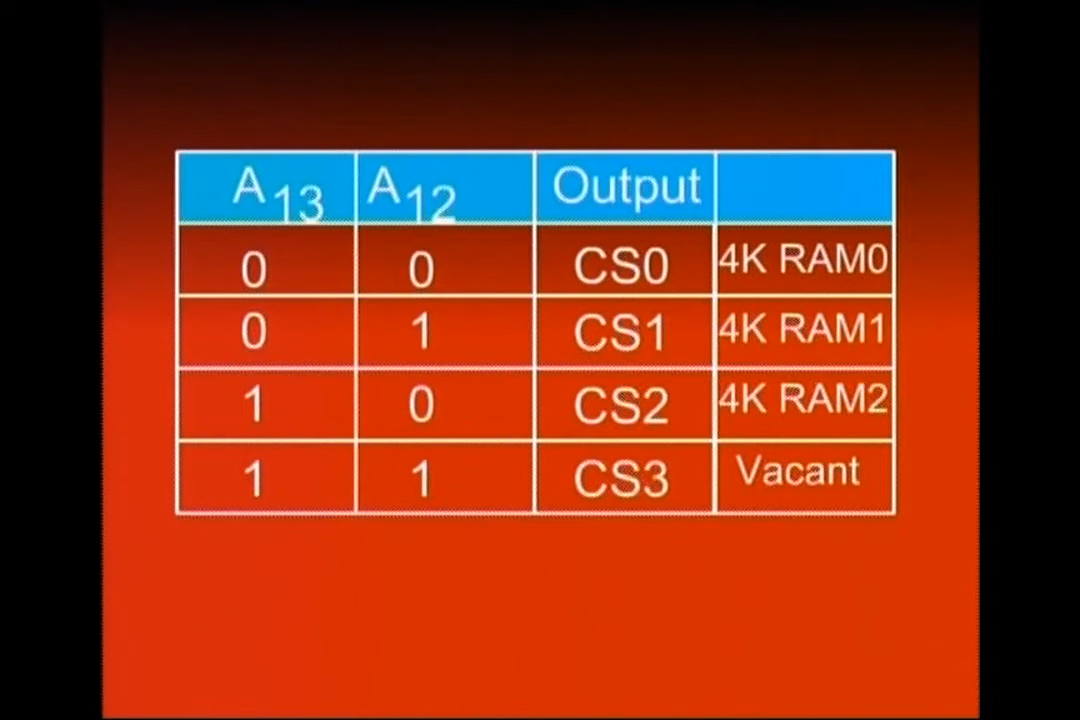 A13 A12 Output
0 0 CS0 4K RAM0
0 1 CS1 4K RAM1
1 0 CS2 4K RAM2
1 1 CS3 Vacant